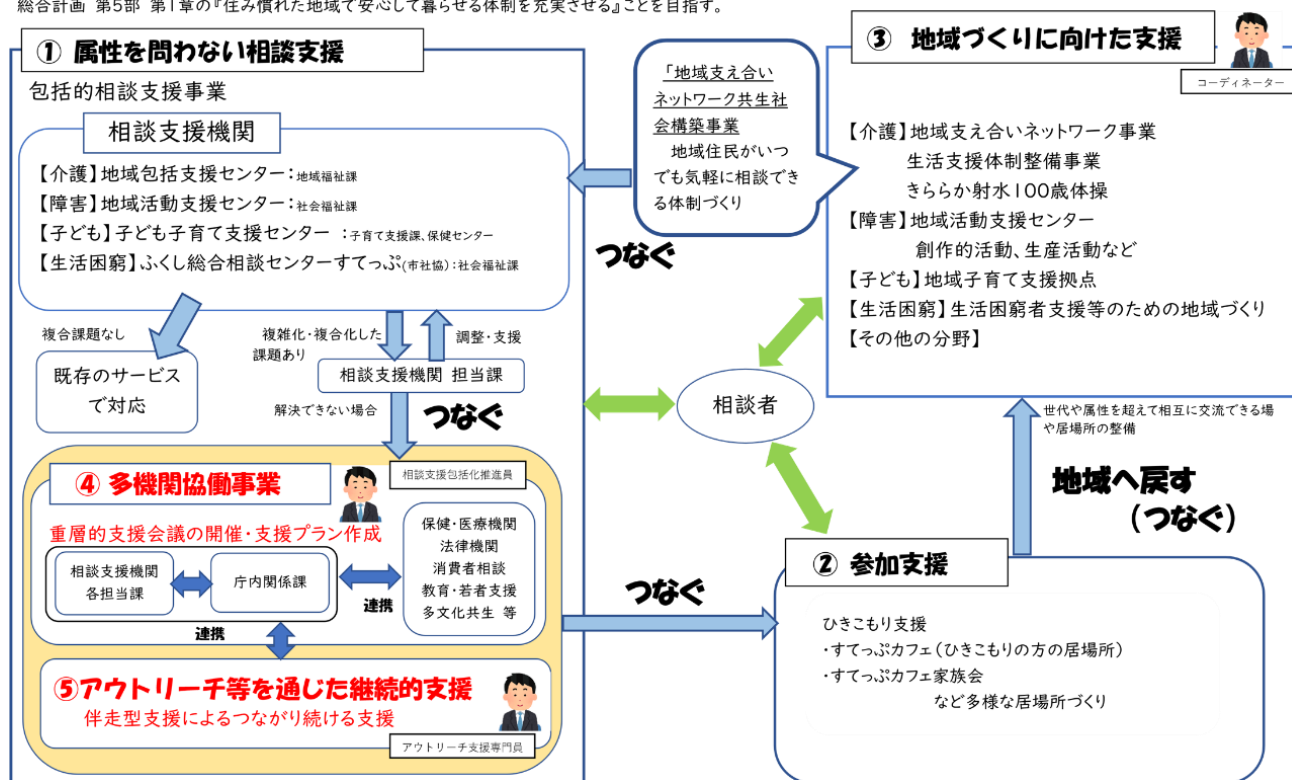 総合計画 第5部 第1章の『住み慣れた地域で安心して暮らせる体制を充実させる』ことを目指す。
① 属性を問わない相談支援
包括的相談支援事業
相談支援機関
【介護】地域包括支援センター：地域福祉課
【障害】地域活動支援センター：社会福祉課
【子ども】子ども子育て支援センター ：子育て支援課、保健センター
【生活困窮】ふくし総合相談センターすてっぷ(市社協)：社会福祉課
複合課題なし
既存のサービス
で対応
複雑化・複合化した
課題あり
調整・支援
相談支援機関 担当課
解決できない場合
つなぐ
④ 多機関協働事業
相談支援包括化推進員
重層的支援会議の開催・支援プラン作成
相談支援機関
各担当課
庁内関係課
連携
保健・医療機関
法律機関
消費者相談
教育・若者支援
多文化共生 等
連携
⑤アウトリーチ等を通じた継続的支援
伴走型支援によるつながり続ける支援
アウトリーチ支援専門員
「地域支え合い
ネットワーク共生社
会構築事業
地域住民がいつ
でも気軽に相談でき
る体制づくり
つなぐ
相談者
つなぐ
③ 地域づくりに向けた支援
コーディネーター
【介護】地域支え合いネットワーク事業
生活支援体制整備事業
きららか射水100歳体操
【障害】地域活動支援センター
創作的活動、生産活動など
【子ども】地域子育て支援拠点
【生活困窮】生活困窮者支援等のための地域づくり
【その他の分野】
世代や属性を超えて相互に交流できる場
や居場所の整備
地域へ戻す
(つなぐ)
② 参加支援
ひきこもり支援
・すてっぷカフェ(ひきこもりの方の居場所)
・すてっぷカフェ家族会
など多様な居場所づくり